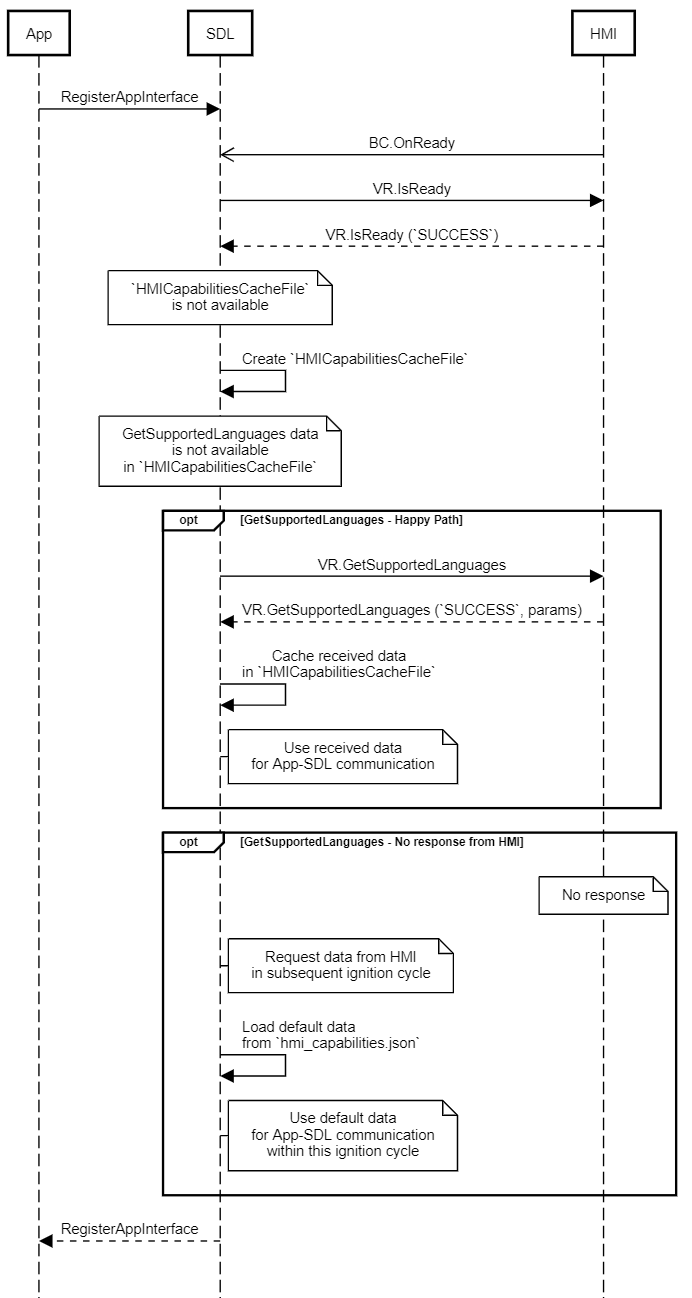 App
SDL
HMI
RegisterAppInterface
BC.OnReady
VR.IsReady
VR.IsReady (`SUCCESS`)
`HMICapabilitiesCacheFile`
is not available
Create `HMICapabilitiesCacheFile`
GetSupportedLanguages data
is not available
in `HMICapabilitiesCacheFile`
opt
[GetSupportedLanguages - Happy Path]
VR.GetSupportedLanguages
VR.GetSupportedLanguages (`SUCCESS`, params)
Cache received data
in `HMICapabilitiesCacheFile`
Use received data
for App-SDL communication
opt
[GetSupportedLanguages - No response from HMI]
No response
Request data from HMI
in subsequent ignition cycle
Load default data
from `hmi_capabilities.json`
Use default data
for App-SDL communication
within this ignition cycle
RegisterAppInterface